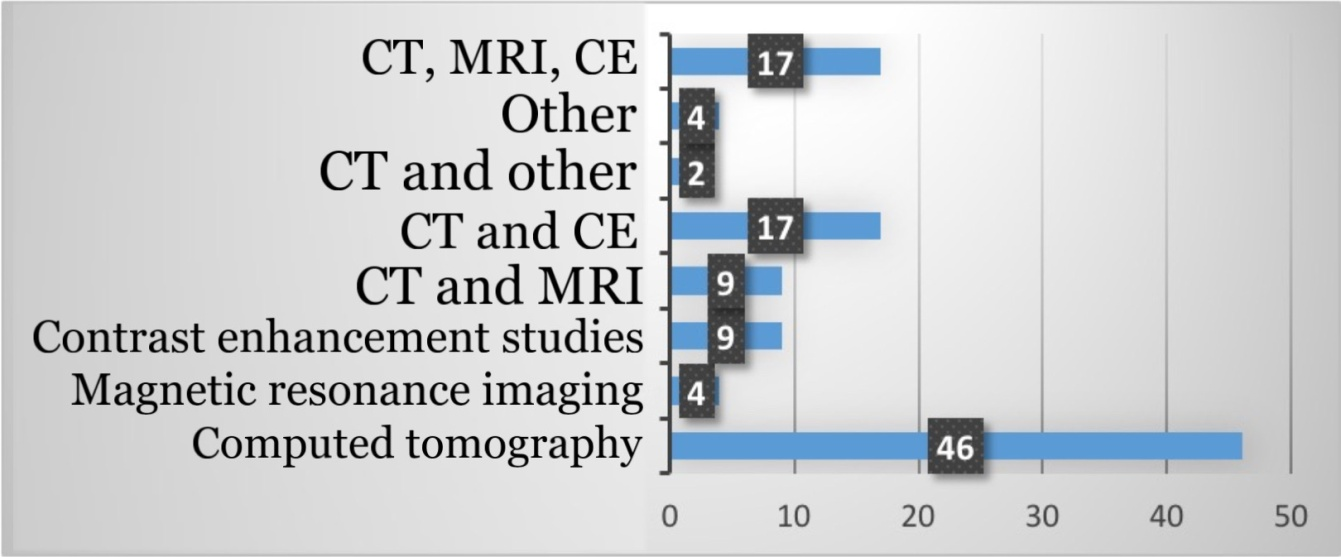 CT, MRI, CE 17
Other 4
CT and other 2
CT and CE 17
CT and MRI 9
Contrast enhancement studies 9
Magnetic resonance imaging 4
Computed tomography 46
0 10 20 30 40 50